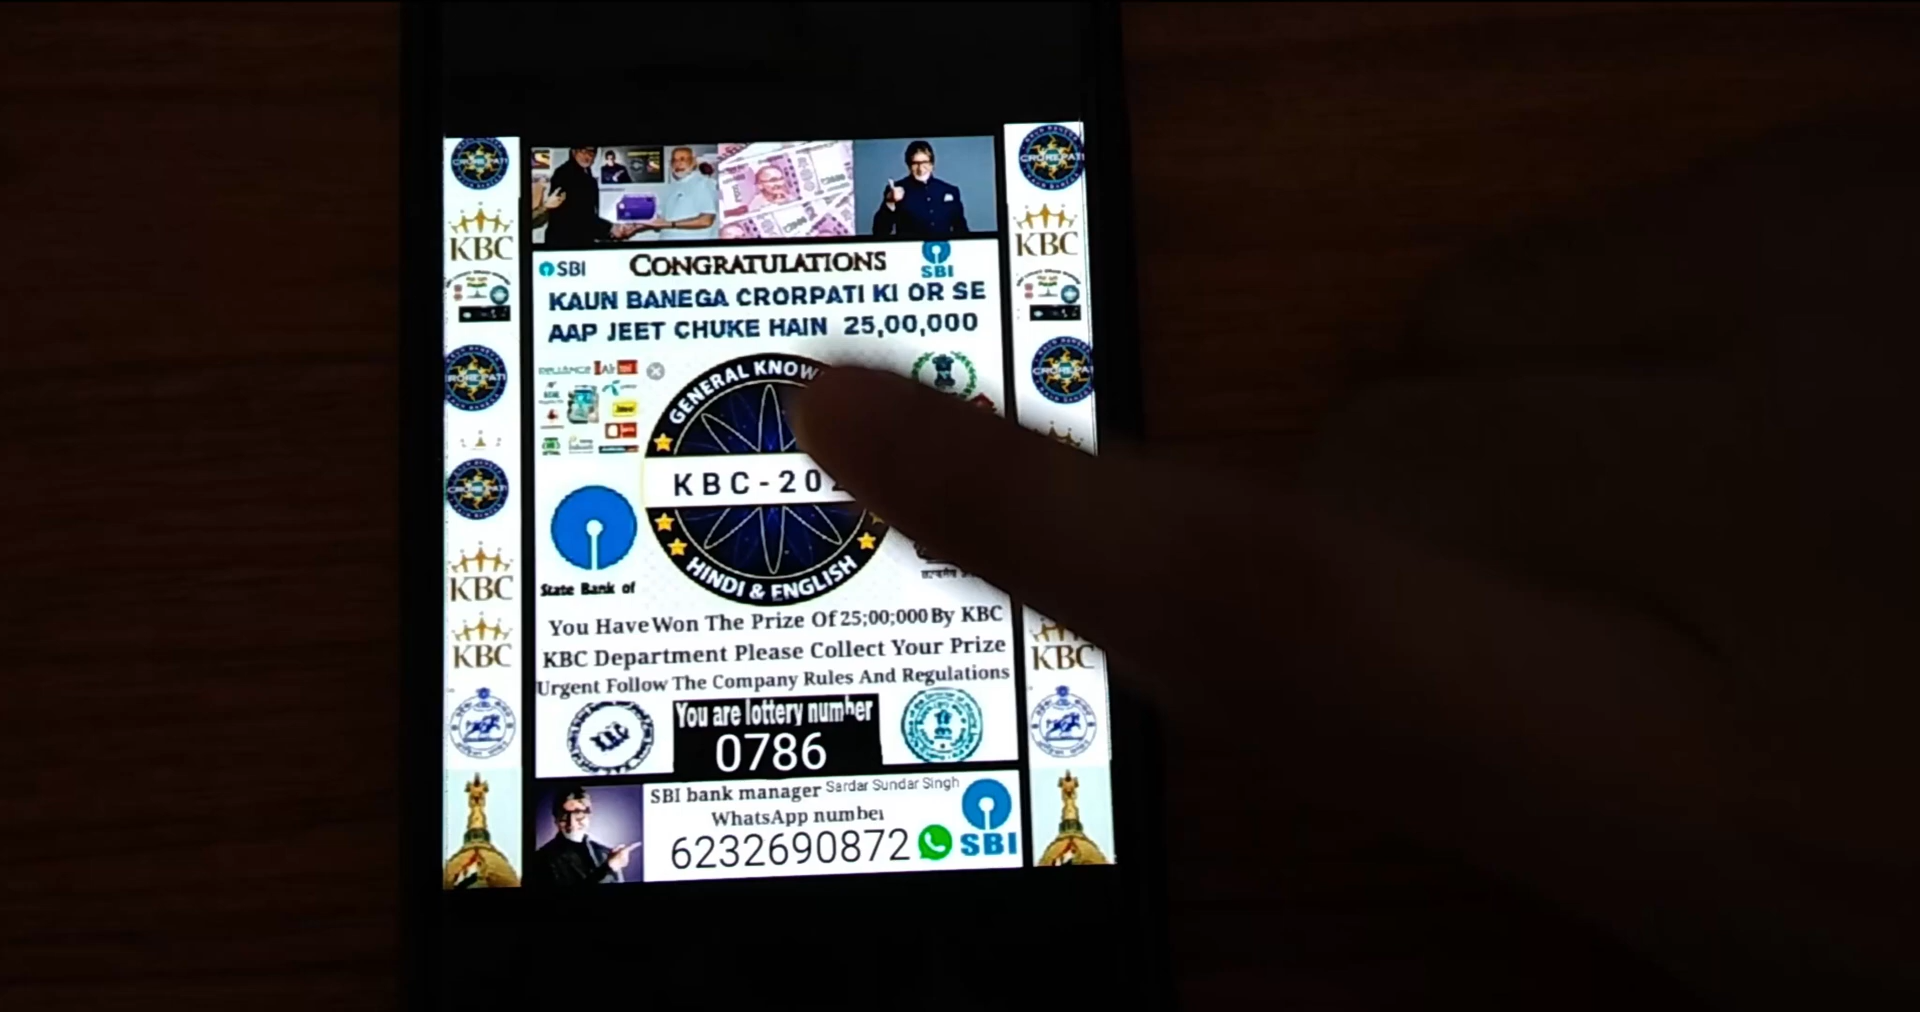 SBI
CONGRATULATIONS
SBI
KAUN BANEGA CRORPATI KI OR SE
AAP JEET CHUKE HAIN 25,00,000
GENERAL KNOW
KBC-202
HINDI & ENGLISH
State Bank of
You Have Won The Prize Of 25;00;000 By KBC
KBC Department Please Collect Your Prize
Urgent Follow The Company Rules And Regulations
You are lottery number
0786
SBI bank manager Sardar Sundar Singh
WhatsApp number
6232690872
SBI
KBC
KBC
KBC
KBC
KBC